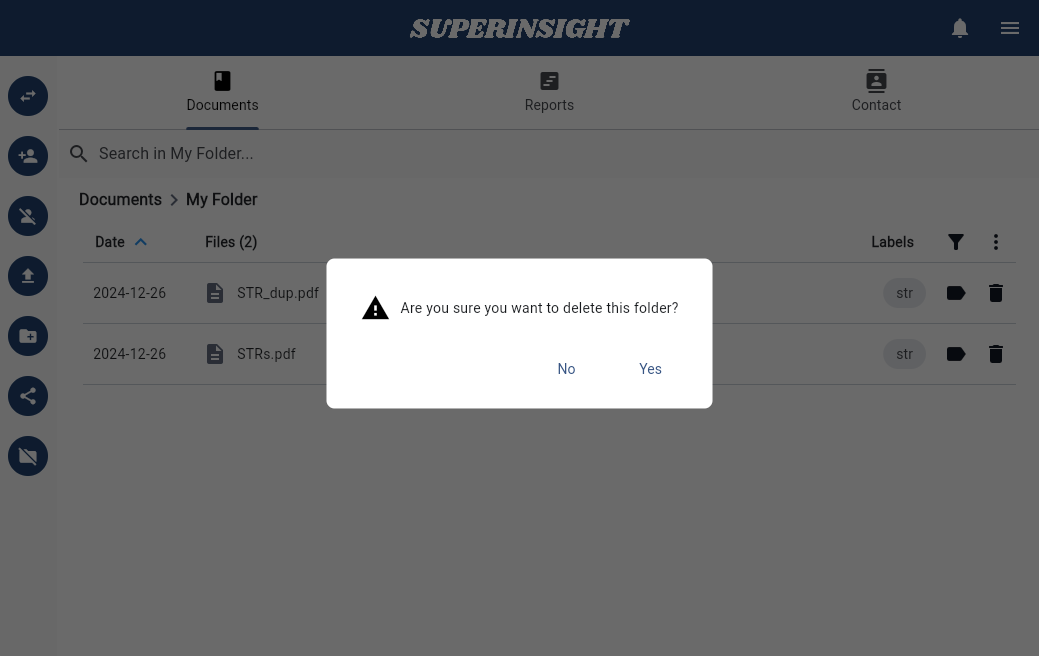 SUPERINSIGHT
Documents
Reports
Contact
Search in My Folder...
Documents > My Folder
Date Files (2) Labels
2024-12-26 STR_dup.pdf str
2024-12-26 STRs.pdf str
Are you sure you want to delete this folder?
No Yes